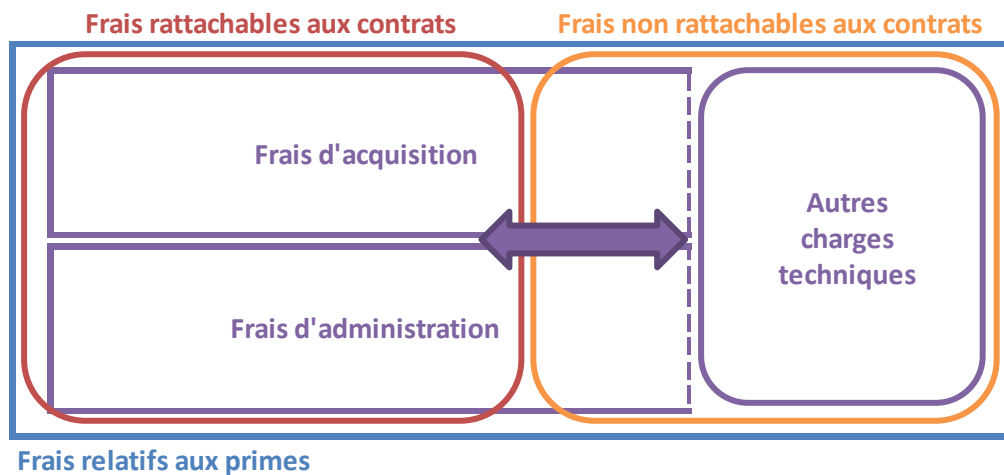 Frais rattachables aux contrats
Frais non rattachables aux contrats
Frais d'acquisition
Frais d'administration
Autres
charges
techniques
Frais relatifs aux primes